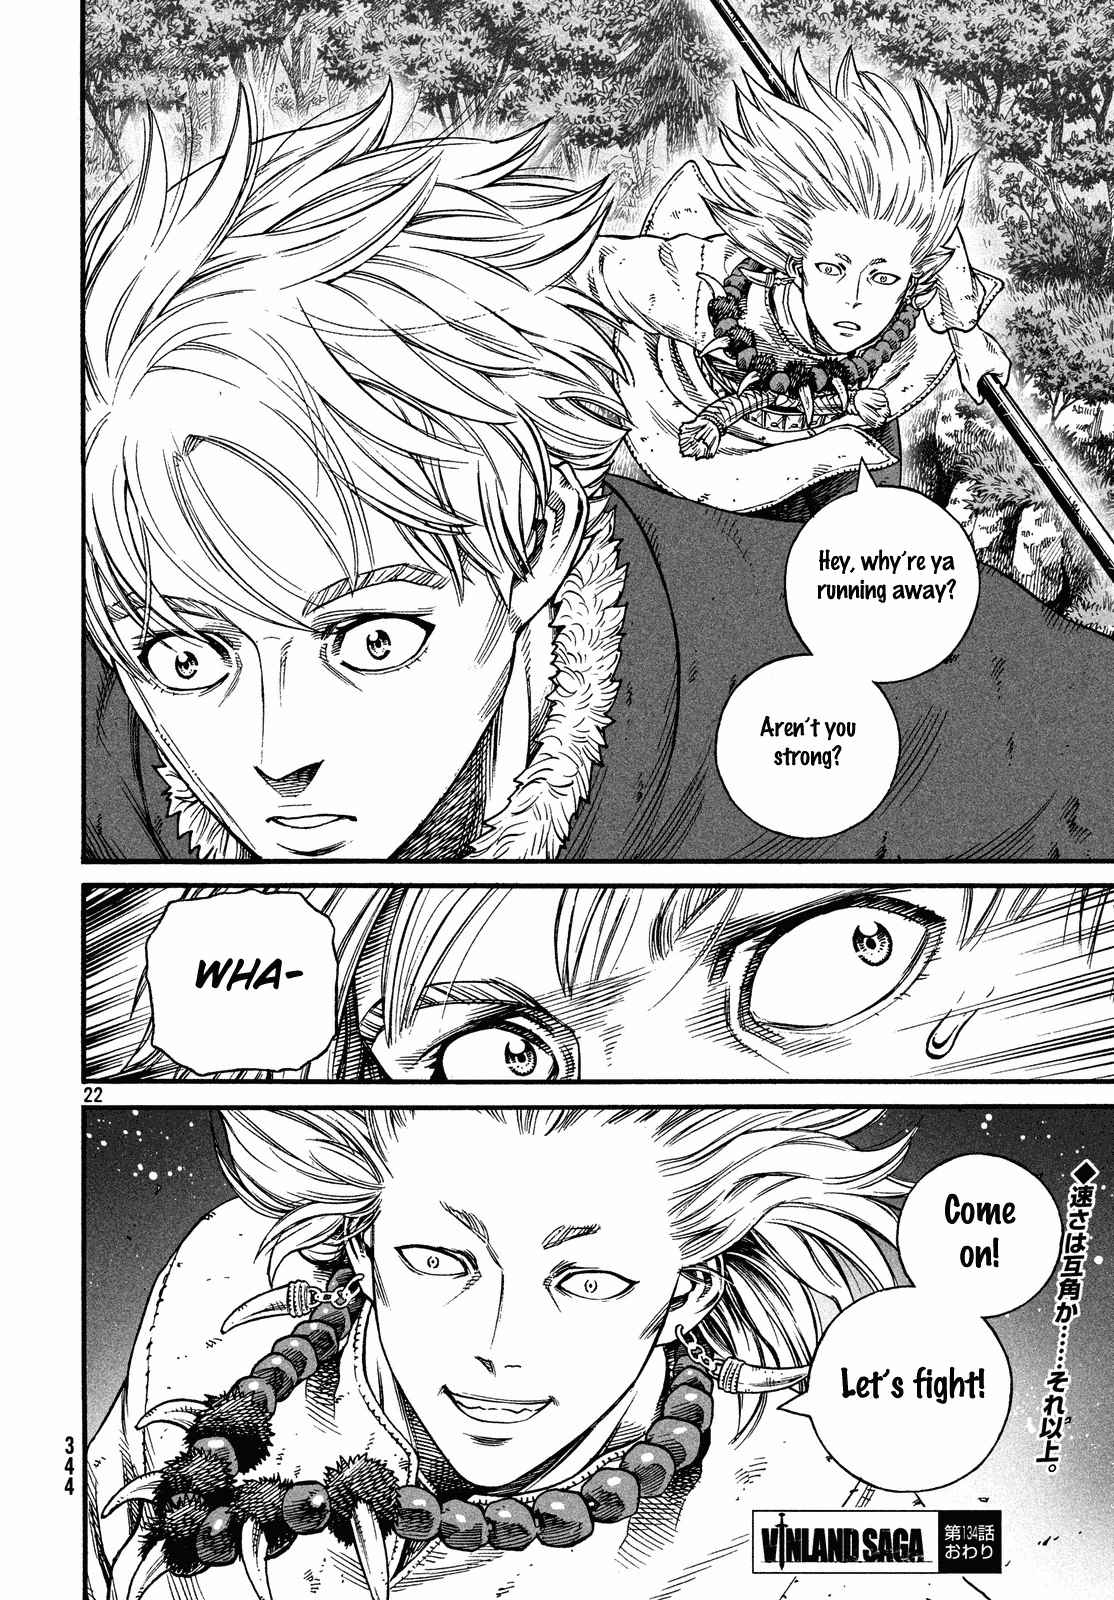 Hey, why're ya
running away?
Aren't you
strong?
WHA-
22
Come
on!
Let's fight!
◆速さは互角か……それ以上。
344
VINLAND SAGA
第134話
おわり